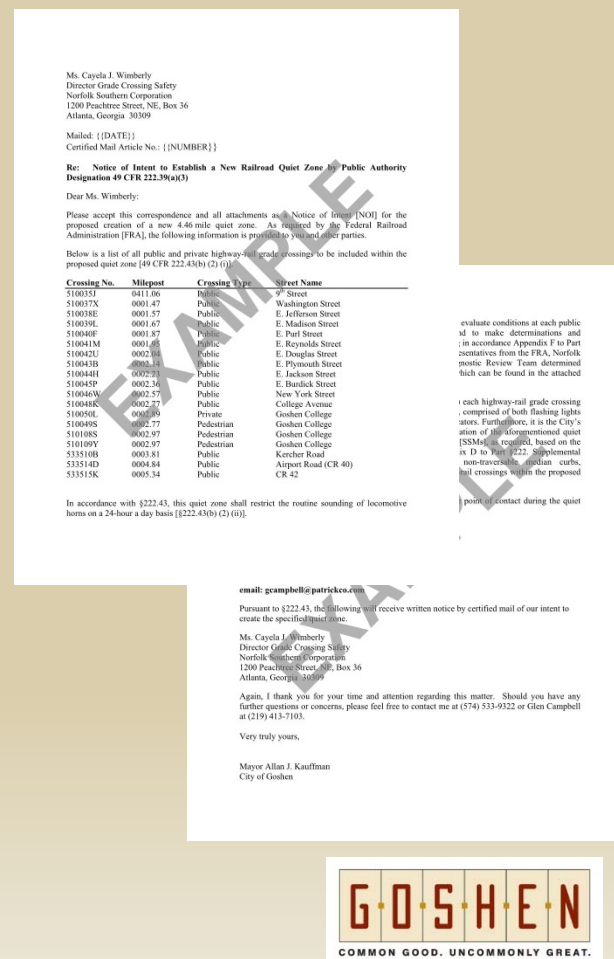 Ms. Cayela J. Wimberly
Director Grade Crossing Safety
Norfolk Southern Corporation
1200 Peachtree Street, NE, Box 36
Atlanta, Georgia 30309
Mailed: {{DATE}}
Certified Mail Article No.: {{NUMBER}}
Re: Notice of Intent to Establish a New Railroad Quiet Zone by Public Authority
Designation 49 CFR 222.39(a)(3)
Dear Ms. Wimberly:
Please accept this correspondence and all attachments as a Notice of Intent [NOI] for the
proposed creation of a new 4.46 mile quiet zone. As required by the Federal Railroad
Administration [FRA], the following information is provided to you and other parties.
Below is a list of all public and private highway-rail grade crossings to be included within the
proposed quiet zone [49 CFR 222.43(b) (2) (i)].
Crossing No. Milepost Crossing Type Street Name
510035J 0411.06 Public 9th Street
510037X 0001.47 Public Washington Street
510038E 0001.57 Public E. Jefferson Street
510039L 0001.67 Public E. Madison Street
510040F 0001.87 Public E. Purl Street
510041M 0001.95 Public E. Reynolds Street
510042U 0002.04 Public E. Douglas Street
510043B 0002.14 Public E. Plymouth Street
510044H 0002.23 Public E. Jackson Street
510045P 0002.36 Public E. Burdick Street
510046W 0002.57 Public New York Street
510048K 0002.77 Public College Avenue
510050L 0002.89 Private Goshen College
510049S 0002.77 Pedestrian Goshen College
510108S 0002.97 Pedestrian Goshen College
510109Y 0002.97 Pedestrian Goshen College
533510B 0003.81 Public Kercher Road
533514D 0004.84 Public Airport Road (CR 40)
533515K 0005.34 Public CR 42
In accordance with §222.43, this quiet zone shall restrict the routine sounding of locomotive
horns on a 24-hour a day basis [§222.43(b) (2) (ii)].
EXAMPLE
evaluate conditions at each public
d to make determinations and
in accordance Appendix F to Part
esentatives from the FRA, Norfolk
gnostic Review Team determined
hich can be found in the attached
each highway-rail grade crossing
comprised of both flashing lights
ators. Furthermore, it is the City's
ation of the aforementioned quiet
[SSMs], as required, based on the
ix D to Part §222. Supplemental
non-traversable median curbs,
rail crossings within the proposed
point of contact during the quiet
email: gcampbell@patrickco.com
Pursuant to §222.43, the following will receive written notice by certified mail of our intent to
create the specified quiet zone.
Ms. Cayela J. Wimberly
Director Grade Crossing Safety
Norfolk Southern Corporation
1200 Peachtree Street, NE, Box 36
Atlanta, Georgia 30309
Again, I thank you for your time and attention regarding this matter. Should you have any
further questions or concerns, please feel free to contact me at (574) 533-9322 or Glen Campbell
at (219) 413-7103.
Very truly yours,
Mayor Allan J. Kauffman
City of Goshen
EXAMPLE
GOSHEN
COMMON GOOD. UNCOMMONLY GREAT.